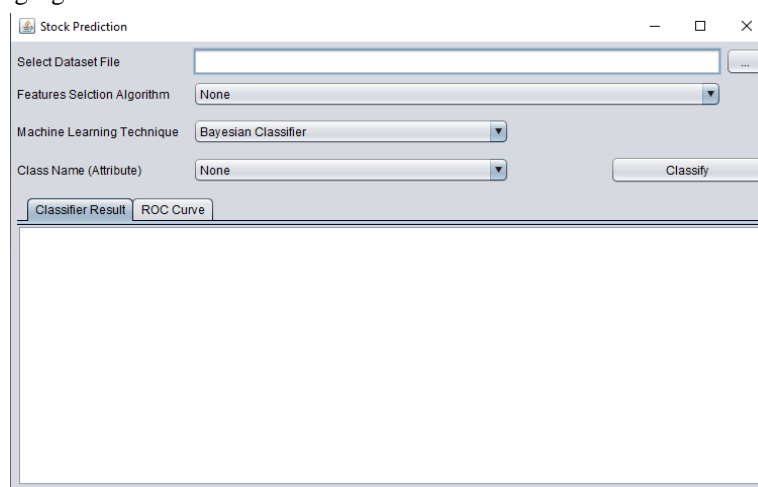 Stock Prediction
Select Dataset File
...
Features Selction Algorithm None
Machine Learning Technique Bayesian Classifier
Class Name (Attribute) None Classify
Classifier Result ROC Curve